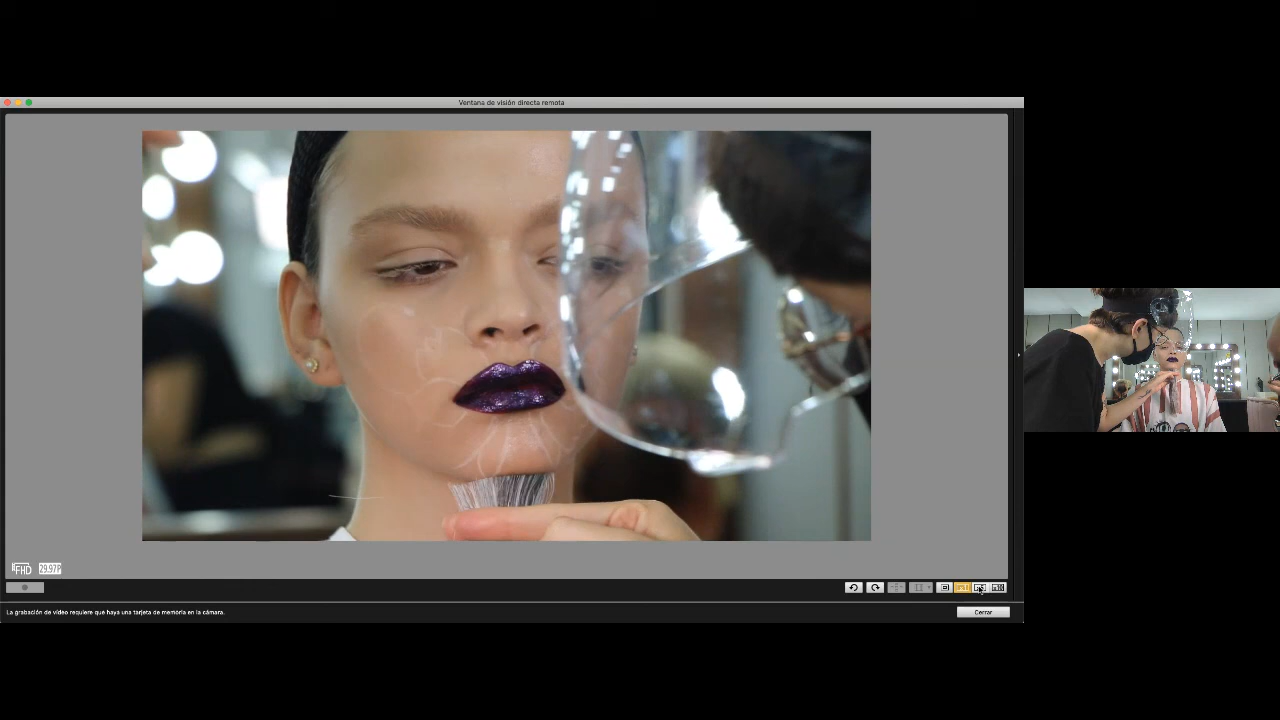 Ventana de visión directa remota
FHD 29.97P
La grabación de vídeo requiere que haya una tarjeta de memoria en la cámara.
Cerrar